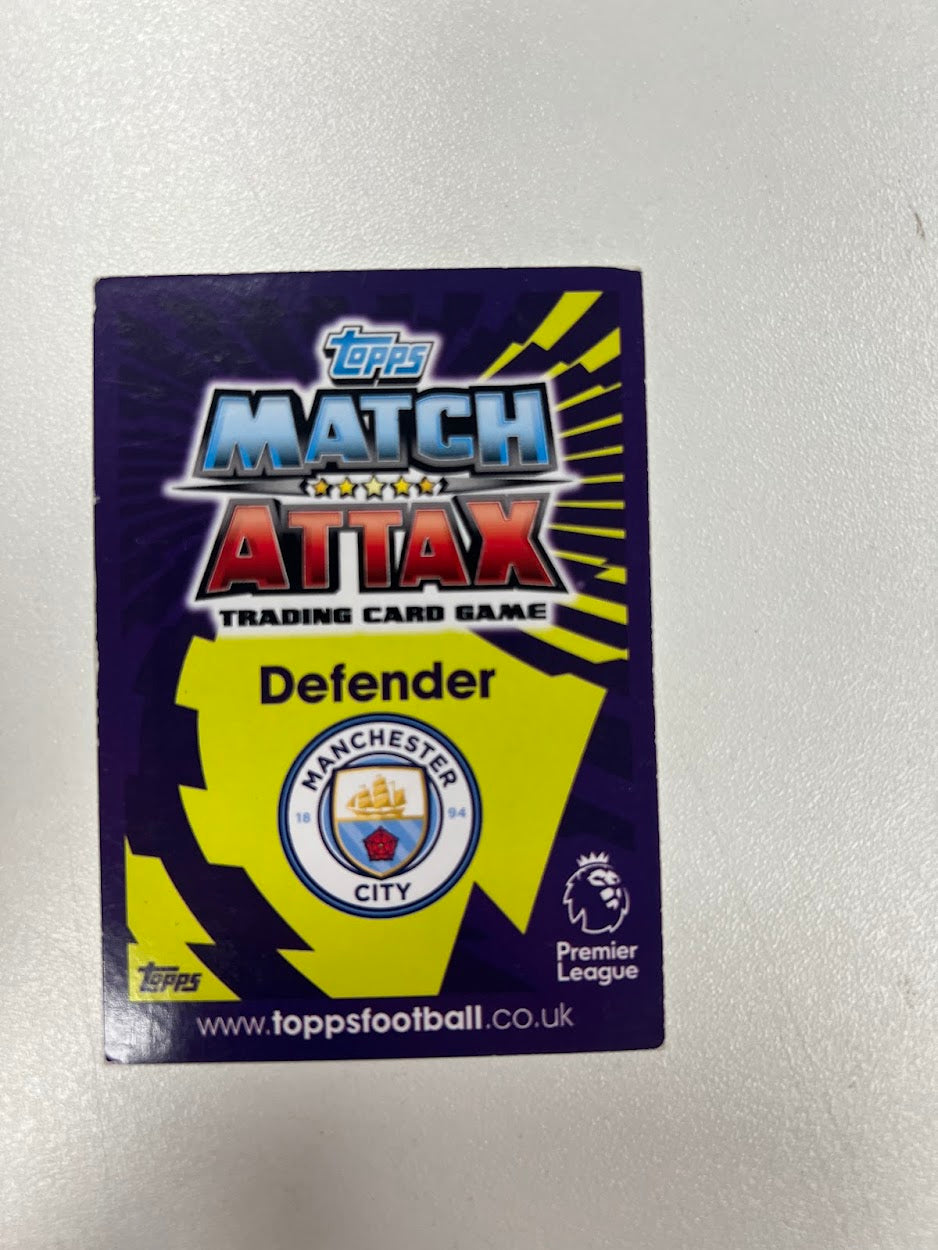 topps
MATCH
ATTAX
TRADING CARD GAME
Defender
MANCHESTER
18 94
CITY
Premier
League
topps
www.toppsfootball.co.uk